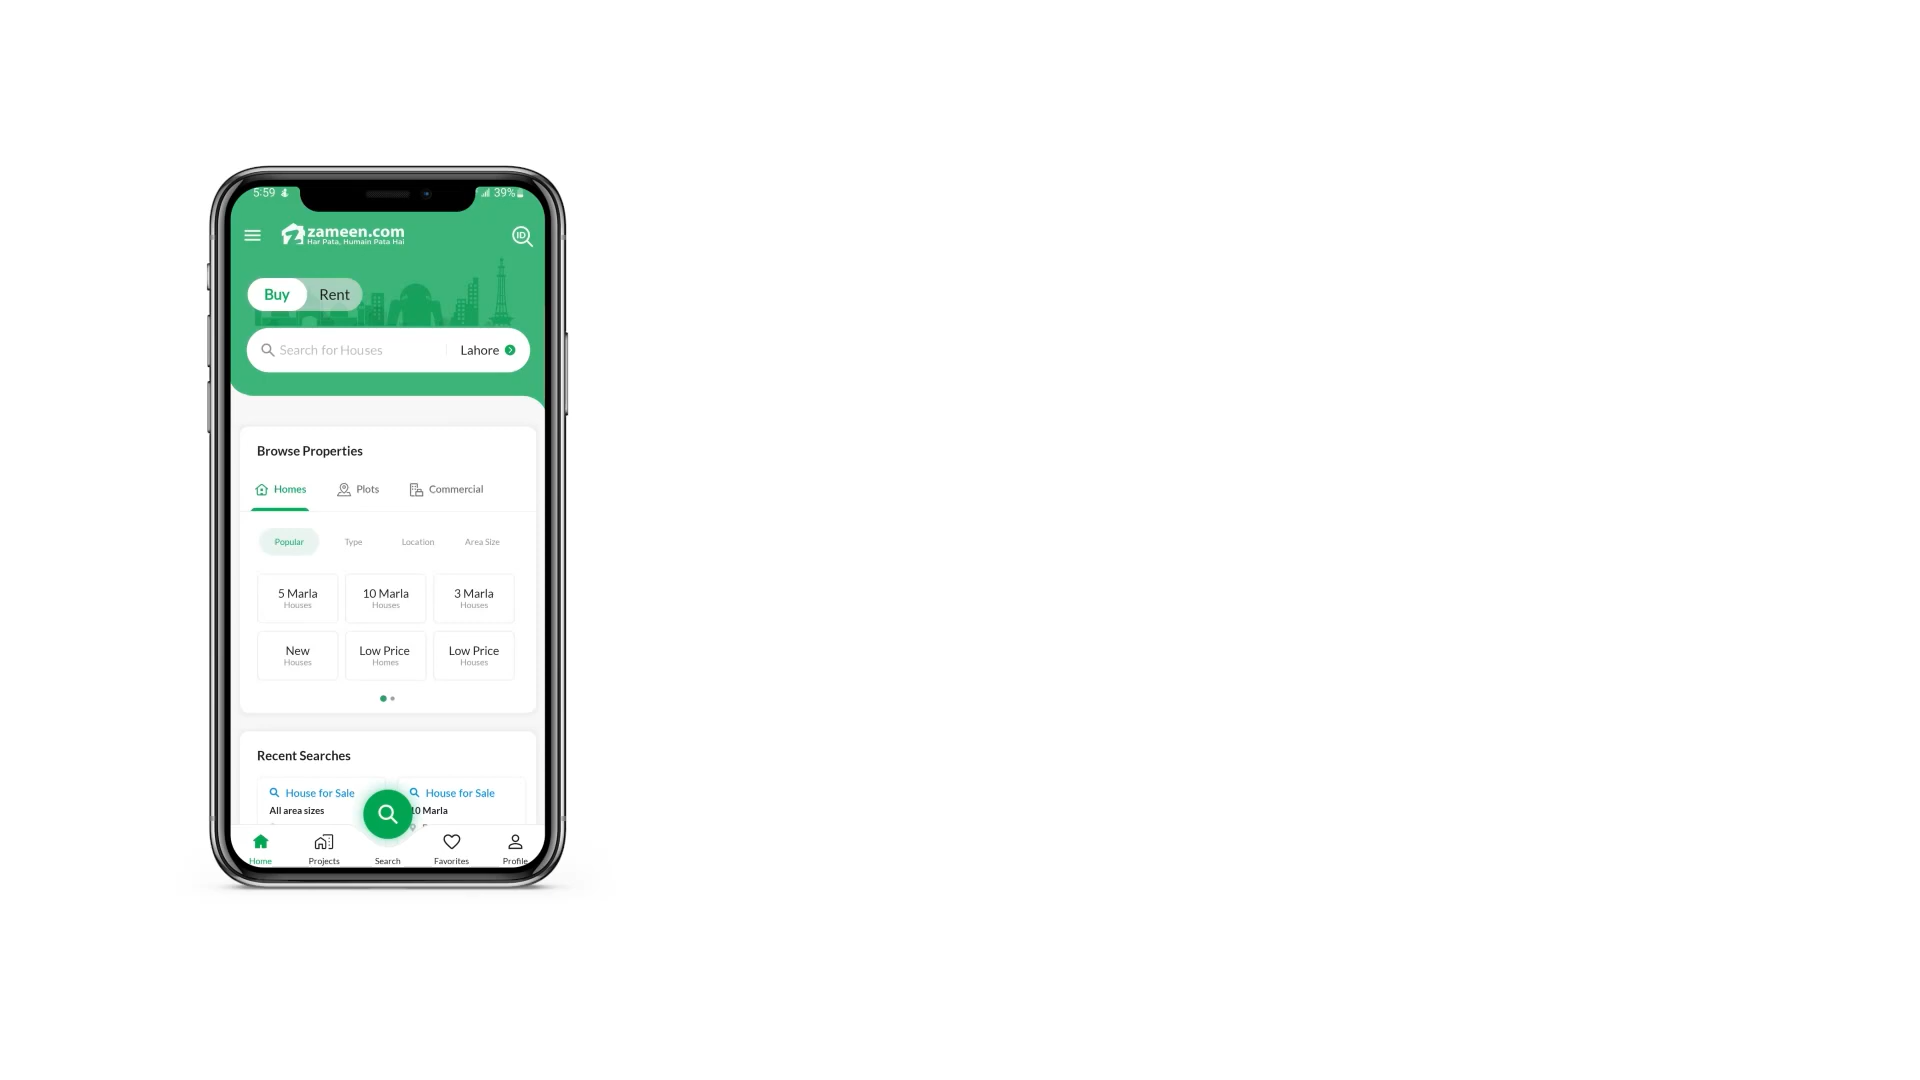 5:59
39%
zameen.com
Har Pata, Humain Pata Hai
ID
Buy
Rent
Search for Houses
Lahore
Browse Properties
Homes
Plots
Commercial
Popular
Type
Location
Area Size
5 Marla
Houses
10 Marla
Houses
3 Marla
Houses
New
Houses
Low Price
Homes
Low Price
Houses
Recent Searches
House for Sale
All area sizes
House for Sale
10 Marla
Home
Projects
Search
Favorites
Profile